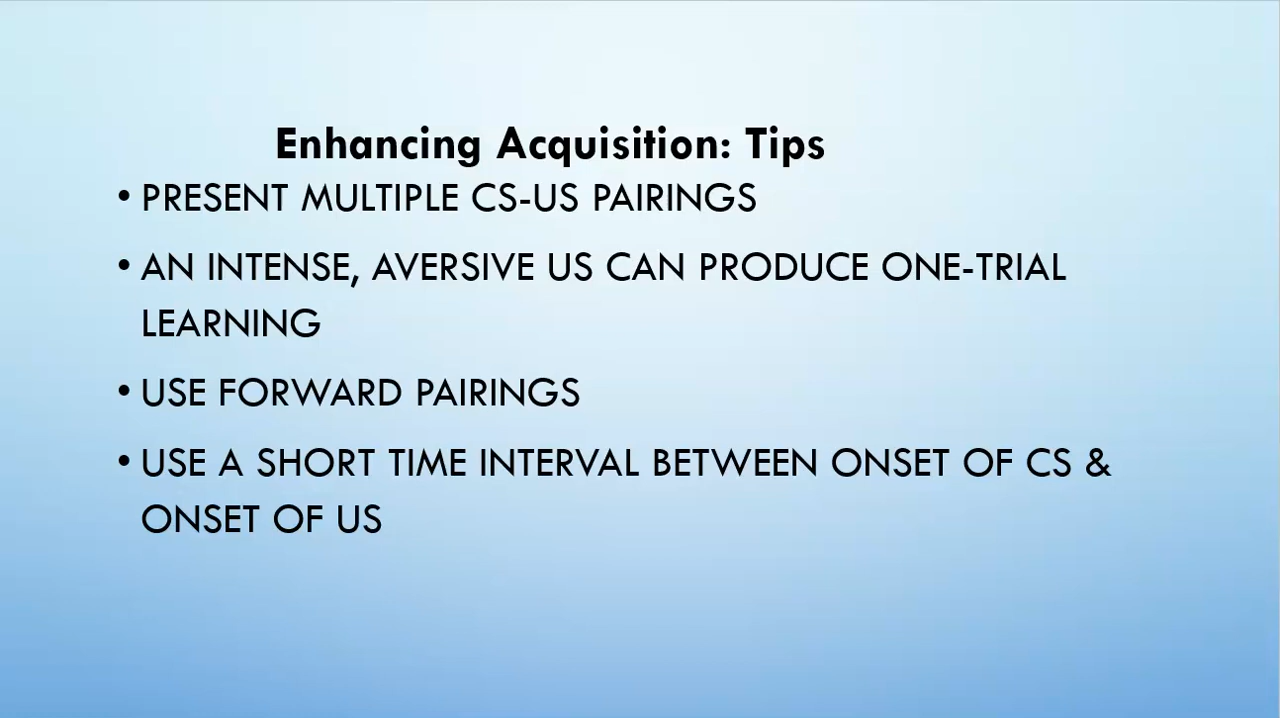 Enhancing Acquisition: Tips
• PRESENT MULTIPLE CS-US PAIRINGS
• AN INTENSE, AVERSIVE US CAN PRODUCE ONE-TRIAL
LEARNING
• USE FORWARD PAIRINGS
• USE A SHORT TIME INTERVAL BETWEEN ONSET OF CS &
ONSET OF US